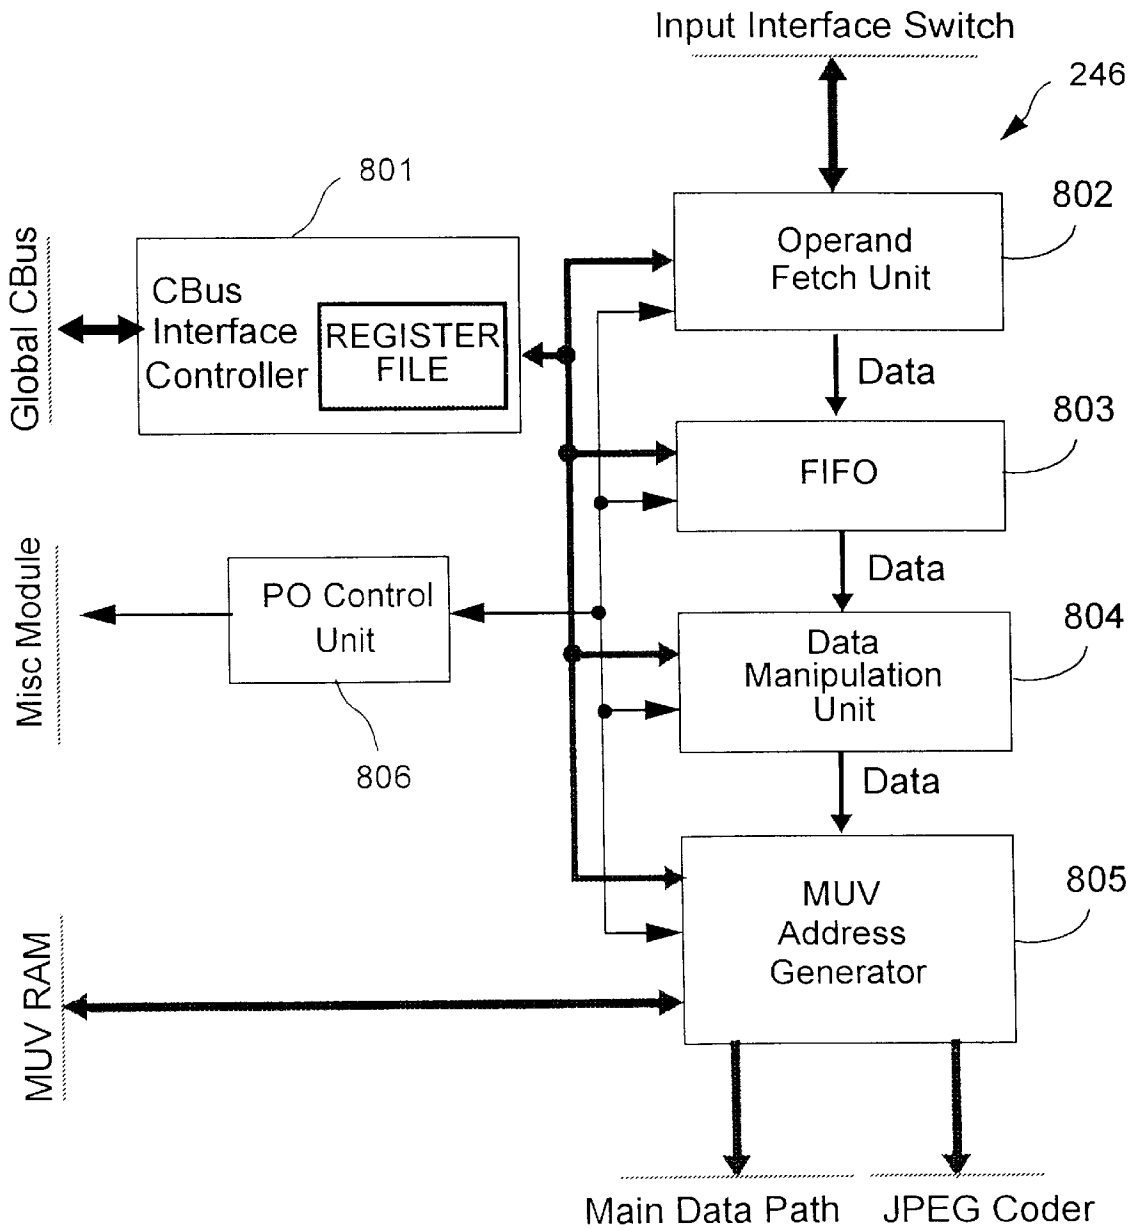 Input Interface Switch
246
801
802
Global CBus
CBus
Interface
Controller
REGISTER
FILE
Operand
Fetch Unit
Data
803
FIFO
Data
Misc Module
PO Control
Unit
806
804
Data
Manipulation
Unit
Data
805
MUV
Address
Generator
MUV RAM
Main Data Path
JPEG Coder